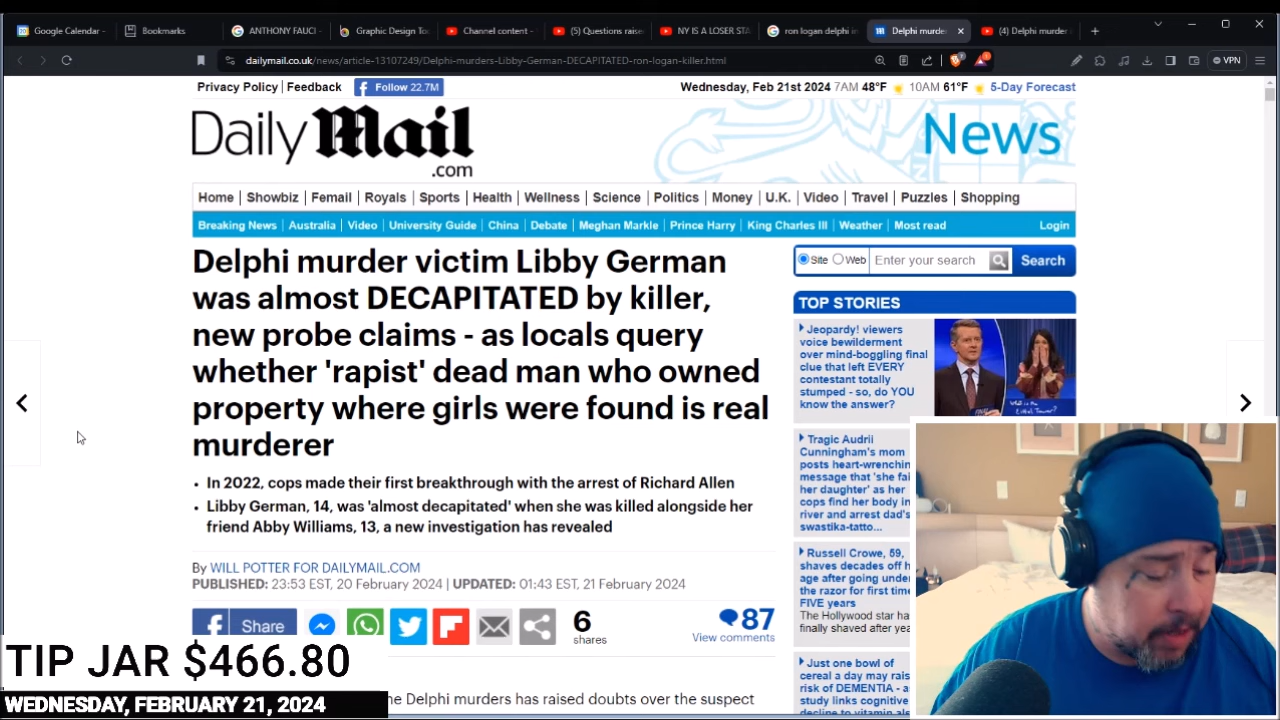 Google Calendar -
Bookmarks
ANTHONY FAUCI -
Graphic Design To
Channel content -
(5) Questions raise
NY IS A LOSER STA
ron logan delphi in
Delphi murde
(4) Delphi murder
dailymail.co.uk/news/article-13107249/Delphi-murders-Libby-German-DECAPITATED-ron-logan-killer.html
VPN
Privacy Policy | Feedback
Follow 22.7M
Wednesday, Feb 21st 2024 7AM 48°F 10AM 61°F 5-Day Forecast
Daily Mail
.com
News
Home | Showbiz | Femail | Royals | Sports | Health | Wellness | Science | Politics | Money | U.K. | Video | Travel | Puzzles | Shopping
Breaking News | Australia | Video | University Guide | China | Debate | Meghan Markle | Prince Harry | King Charles III | Weather | Most read
Login
Delphi murder victim Libby German
was almost DECAPITATED by killer,
new probe claims - as locals query
whether 'rapist' dead man who owned
property where girls were found is real
murderer
• In 2022, cops made their first breakthrough with the arrest of Richard Allen
• Libby German, 14, was 'almost decapitated' when she was killed alongside her
friend Abby Williams, 13, a new investigation has revealed
By WILL POTTER FOR DAILYMAIL.COM
PUBLISHED: 23:53 EST, 20 February 2024 | UPDATED: 01:43 EST, 21 February 2024
Share
6
shares
87
View comments
he Delphi murders has raised doubts over the suspect
Site Web Enter your search Search
TOP STORIES
Jeopardy! viewers
voice bewilderment
over mind-boggling final
clue that left EVERY
contestant totally
stumped - so, do YOU
know the answer?
Tragic Audrii
Cunningham's mom
posts heart-wrenchin
message that 'she fai
her daughter' as her
cops find her body in
river and arrest dad's
swastika-tatto...
Russell Crowe, 59,
shaves decades off h
age after going unde
the razor for first time
FIVE years
The Hollywood star ha
finally shaved after yea
Just one bowl of
cereal a day may rais
risk of DEMENTIA - a
study links cognitive
decline to vitamin als
TIP JAR $466.80
WEDNESDAY, FEBRUARY 21, 2024